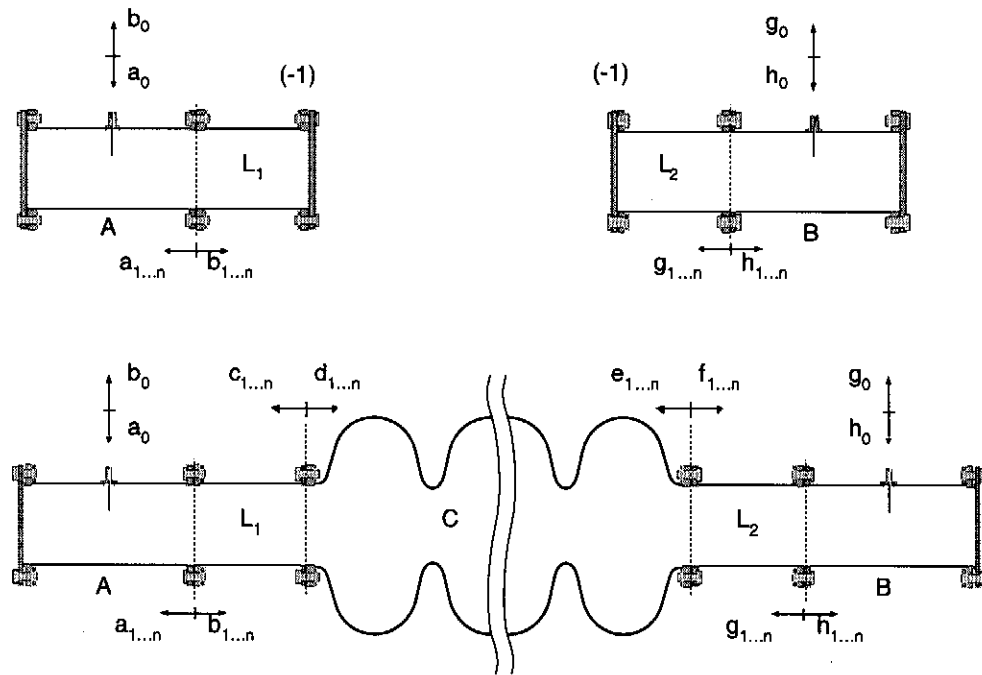 b₀
a₀
(-1)
L₁
A
a₁...ₙ b₁...ₙ
g₀
h₀
(-1)
L₂
B
g₁...ₙ h₁...ₙ
b₀
a₀
c₁...ₙ d₁...ₙ
L₁
A
a₁...ₙ b₁...ₙ
C
e₁...ₙ f₁...ₙ
g₀
h₀
L₂
B
g₁...ₙ h₁...ₙ